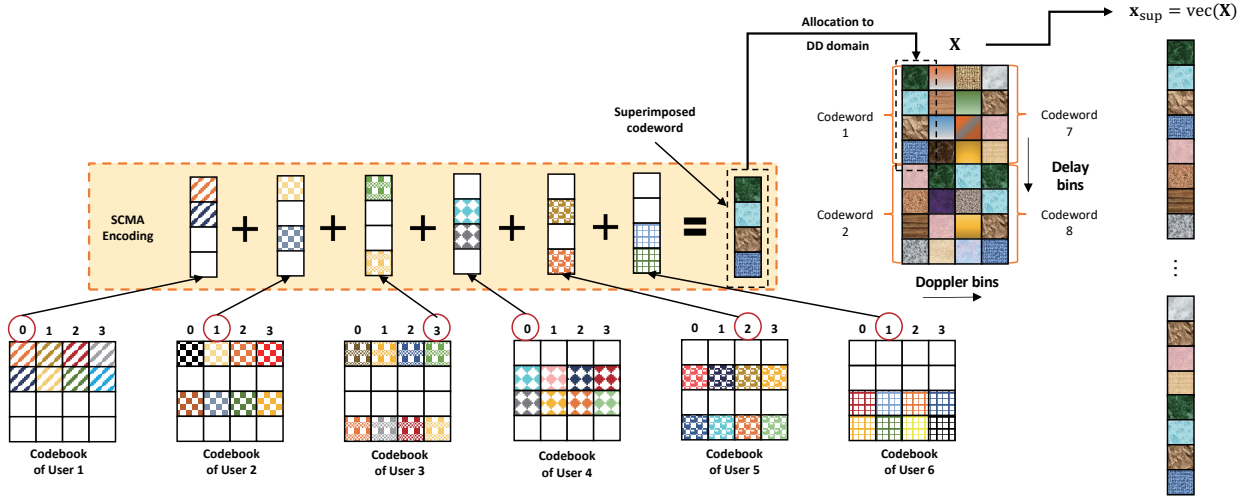 Allocation to
DD domain
X
x_sup = vec(X)
Codeword
1
Codeword
7
Superimposed
codeword
Delay
bins
SCMA
Encoding
+ + + + + =
Codeword
2
Codeword
8
...
Doppler bins
0 1 2 3
0 1 2 3
0 1 2 3
0 1 2 3
0 1 2 3
0 1 2 3
Codebook
of User 1
Codebook
of User 2
Codebook
of User 3
Codebook
of User 4
Codebook
of User 5
Codebook
of User 6